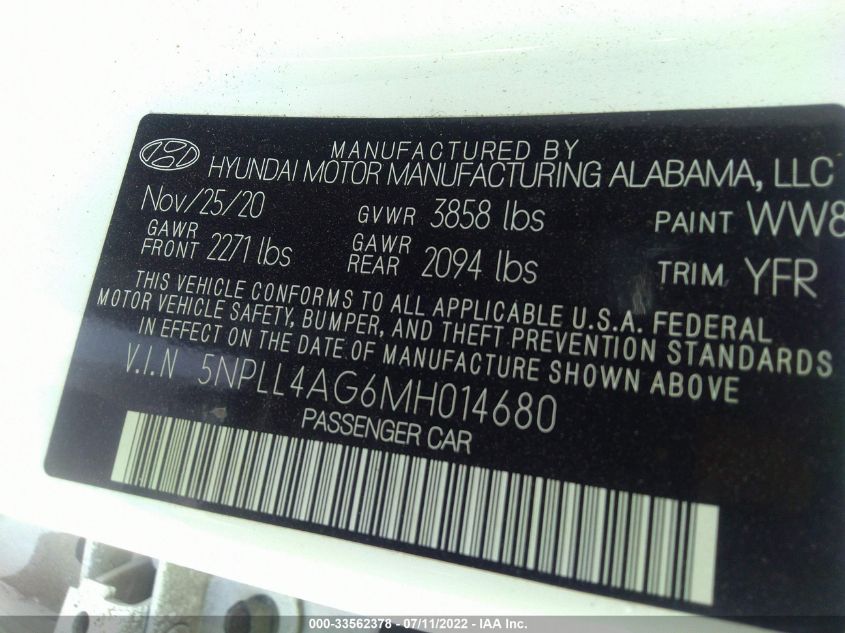 MANUFACTURED BY
HYUNDAI MOTOR MANUFACTURING ALABAMA, LLC
Nov/25/20 GVWR 3858 lbs PAINT WW8
GAWR FRONT 2271 lbs GAWR REAR 2094 lbs TRIM YFR
THIS VEHICLE CONFORMS TO ALL APPLICABLE U.S.A. FEDERAL
MOTOR VEHICLE SAFETY, BUMPER, AND THEFT PREVENTION STANDARDS
IN EFFECT ON THE DATE OF MANUFACTURE SHOWN ABOVE
V.I.N 5NPLL4AG6MH014680
PASSENGER CAR
000-33562378 - 07/11/2022 - IAA Inc.